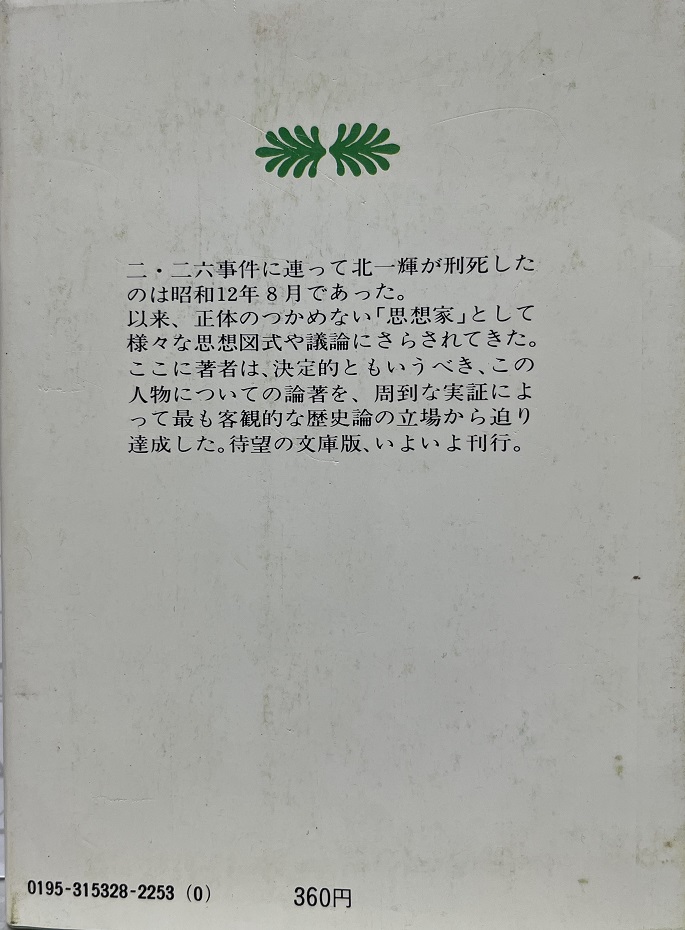 二・二六事件に連って北一輝が刑死した
のは昭和12年８月であった。
以来、正体のつかめない「思想家」として
様々な思想図式や議論にさらされてきた。
ここに著者は、決定的ともいうべき、この
人物についての論著を、周到な実証によ
って最も客観的な歴史論の立場から迫り
達成した。待望の文庫版、いよいよ刊行。
0195-315328-2253 (0)
360円